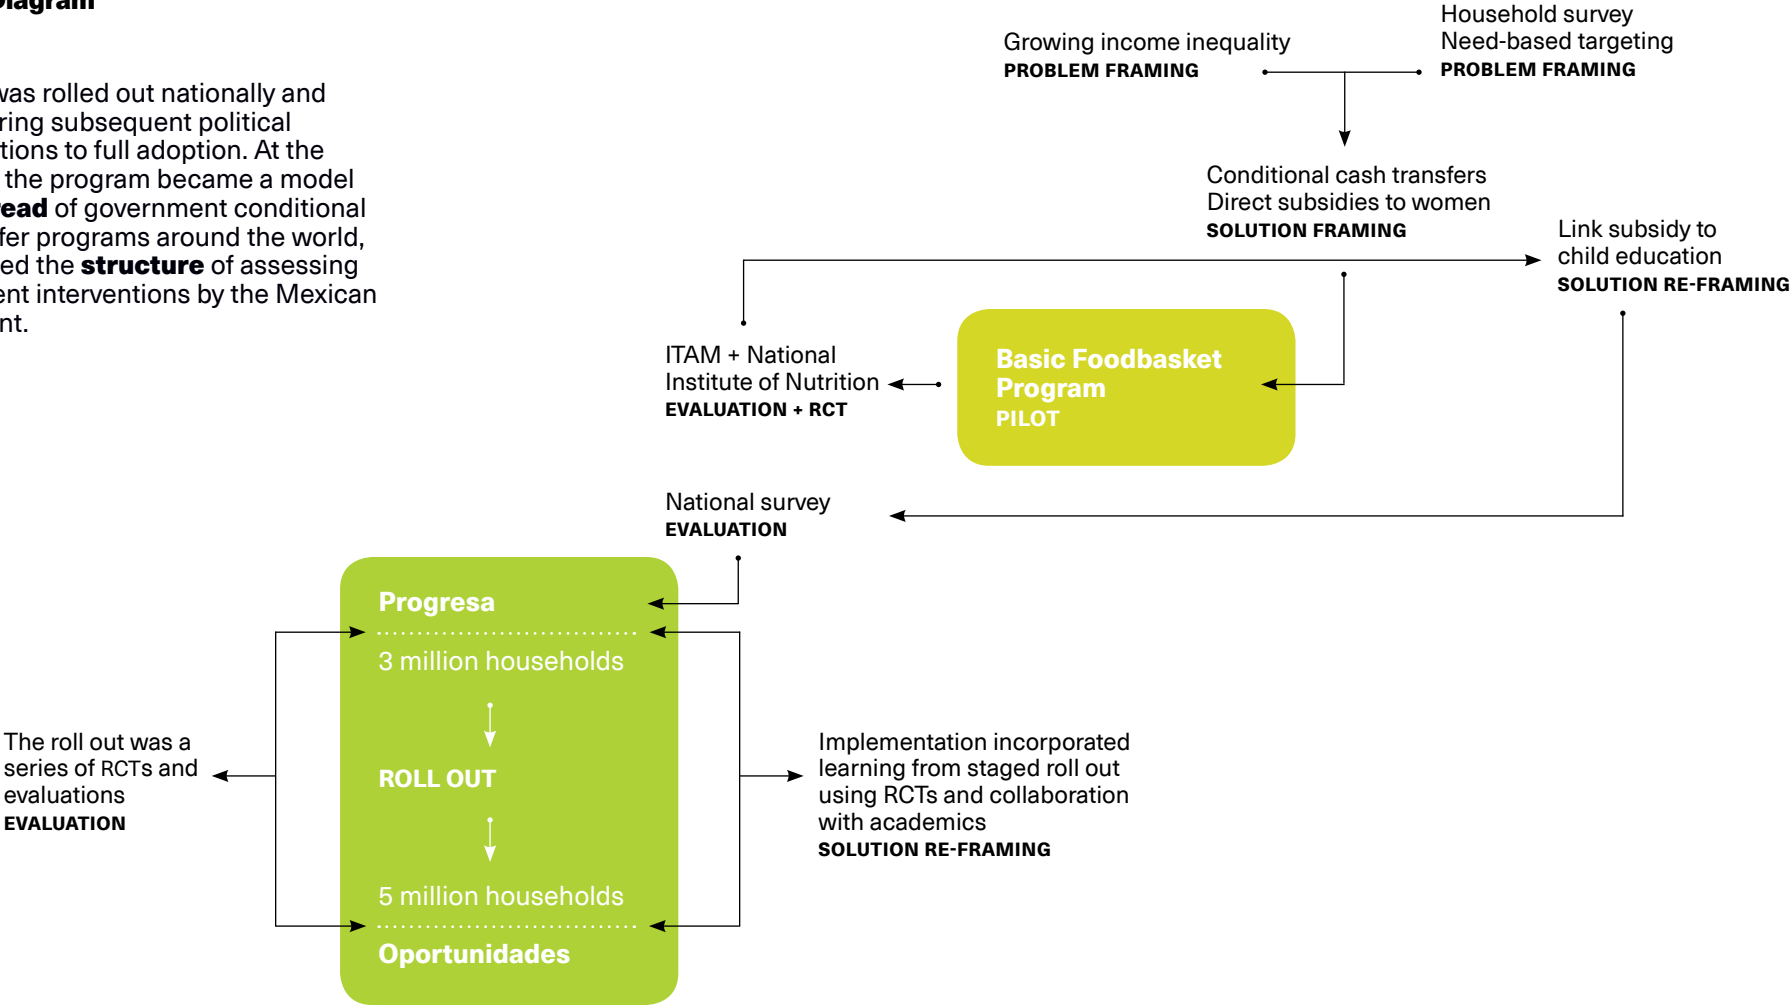 Diagram
was rolled out nationally and
ring subsequent political
tions to full adoption. At the
the program became a model
read of government conditional
fer programs around the world,
ed the structure of assessing
ent interventions by the Mexican
nt.
Growing income inequality
PROBLEM FRAMING
Household survey
Need-based targeting
PROBLEM FRAMING
Conditional cash transfers
Direct subsidies to women
SOLUTION FRAMING
Link subsidy to
child education
SOLUTION RE-FRAMING
ITAM + National
Institute of Nutrition
EVALUATION + RCT
Basic Foodbasket
Program
PILOT
National survey
EVALUATION
Progresa
3 million households
ROLL OUT
5 million households
Oportunidades
The roll out was a
series of RCTs and
evaluations
EVALUATION
Implementation incorporated
learning from staged roll out
using RCTs and collaboration
with academics
SOLUTION RE-FRAMING